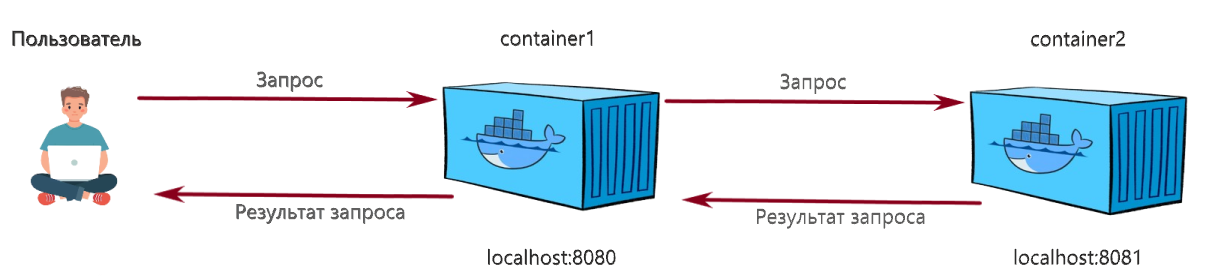 Пользователь
container1
container2
Запрос
Запрос
Результат запроса
Результат запроса
localhost:8080
localhost:8081